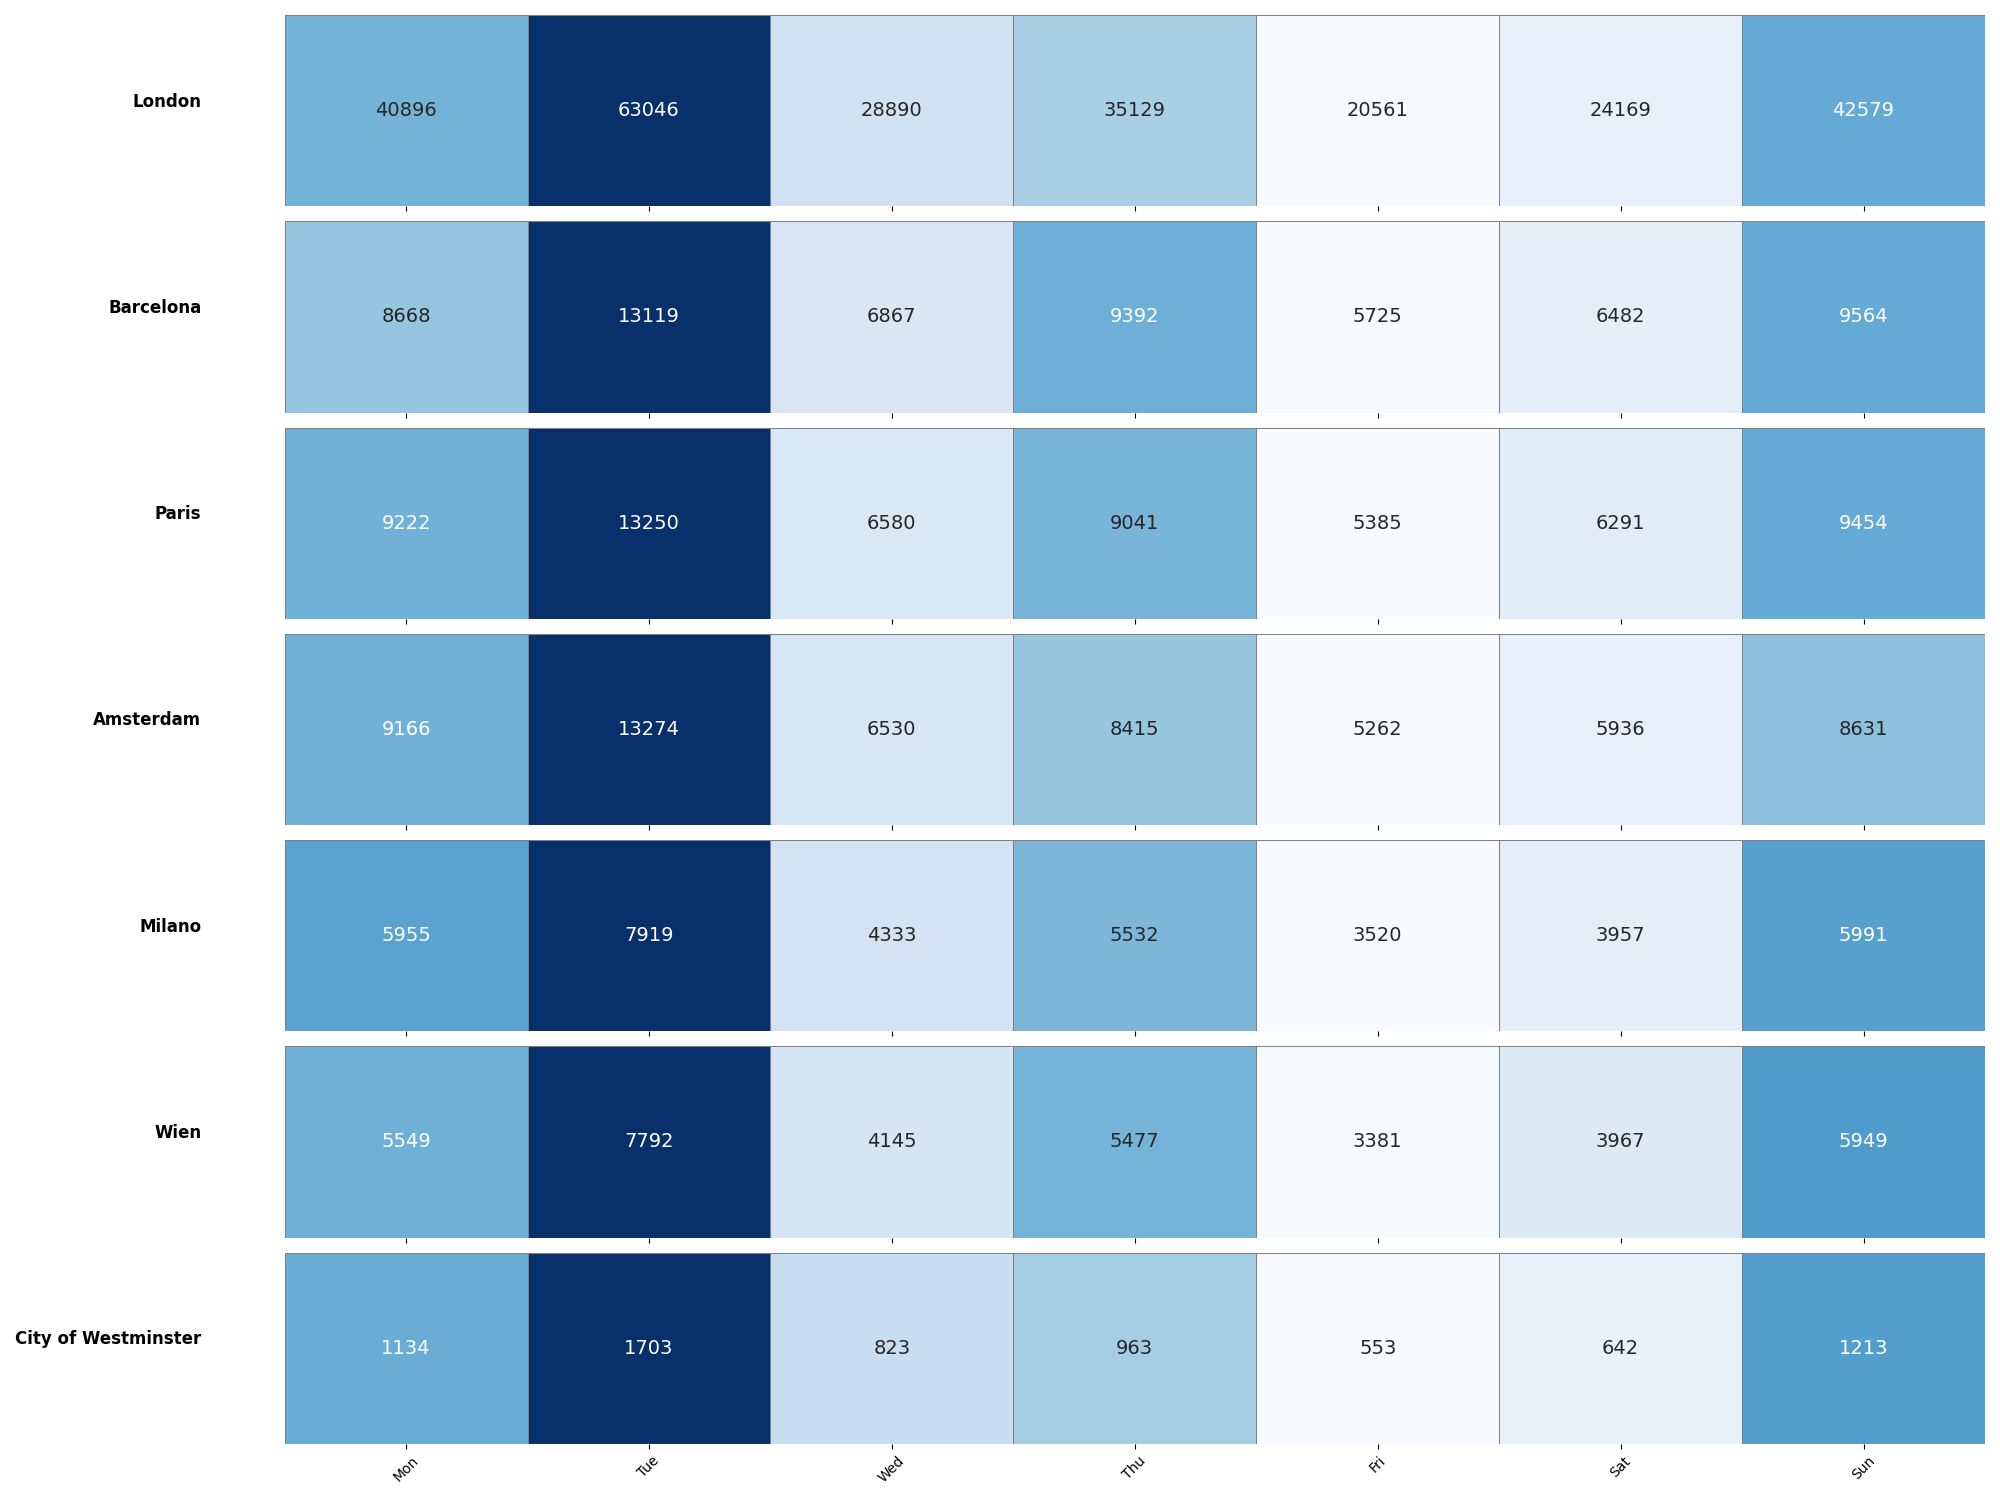 London 40896 63046 28890 35129 20561 24169 42579
Barcelona 8668 13119 6867 9392 5725 6482 9564
Paris 9222 13250 6580 9041 5385 6291 9454
Amsterdam 9166 13274 6530 8415 5262 5936 8631
Milano 5955 7919 4333 5532 3520 3957 5991
Wien 5549 7792 4145 5477 3381 3967 5949
City of Westminster 1134 1703 823 963 553 642 1213
Mon Tue Wed Thu Fri Sat Sun